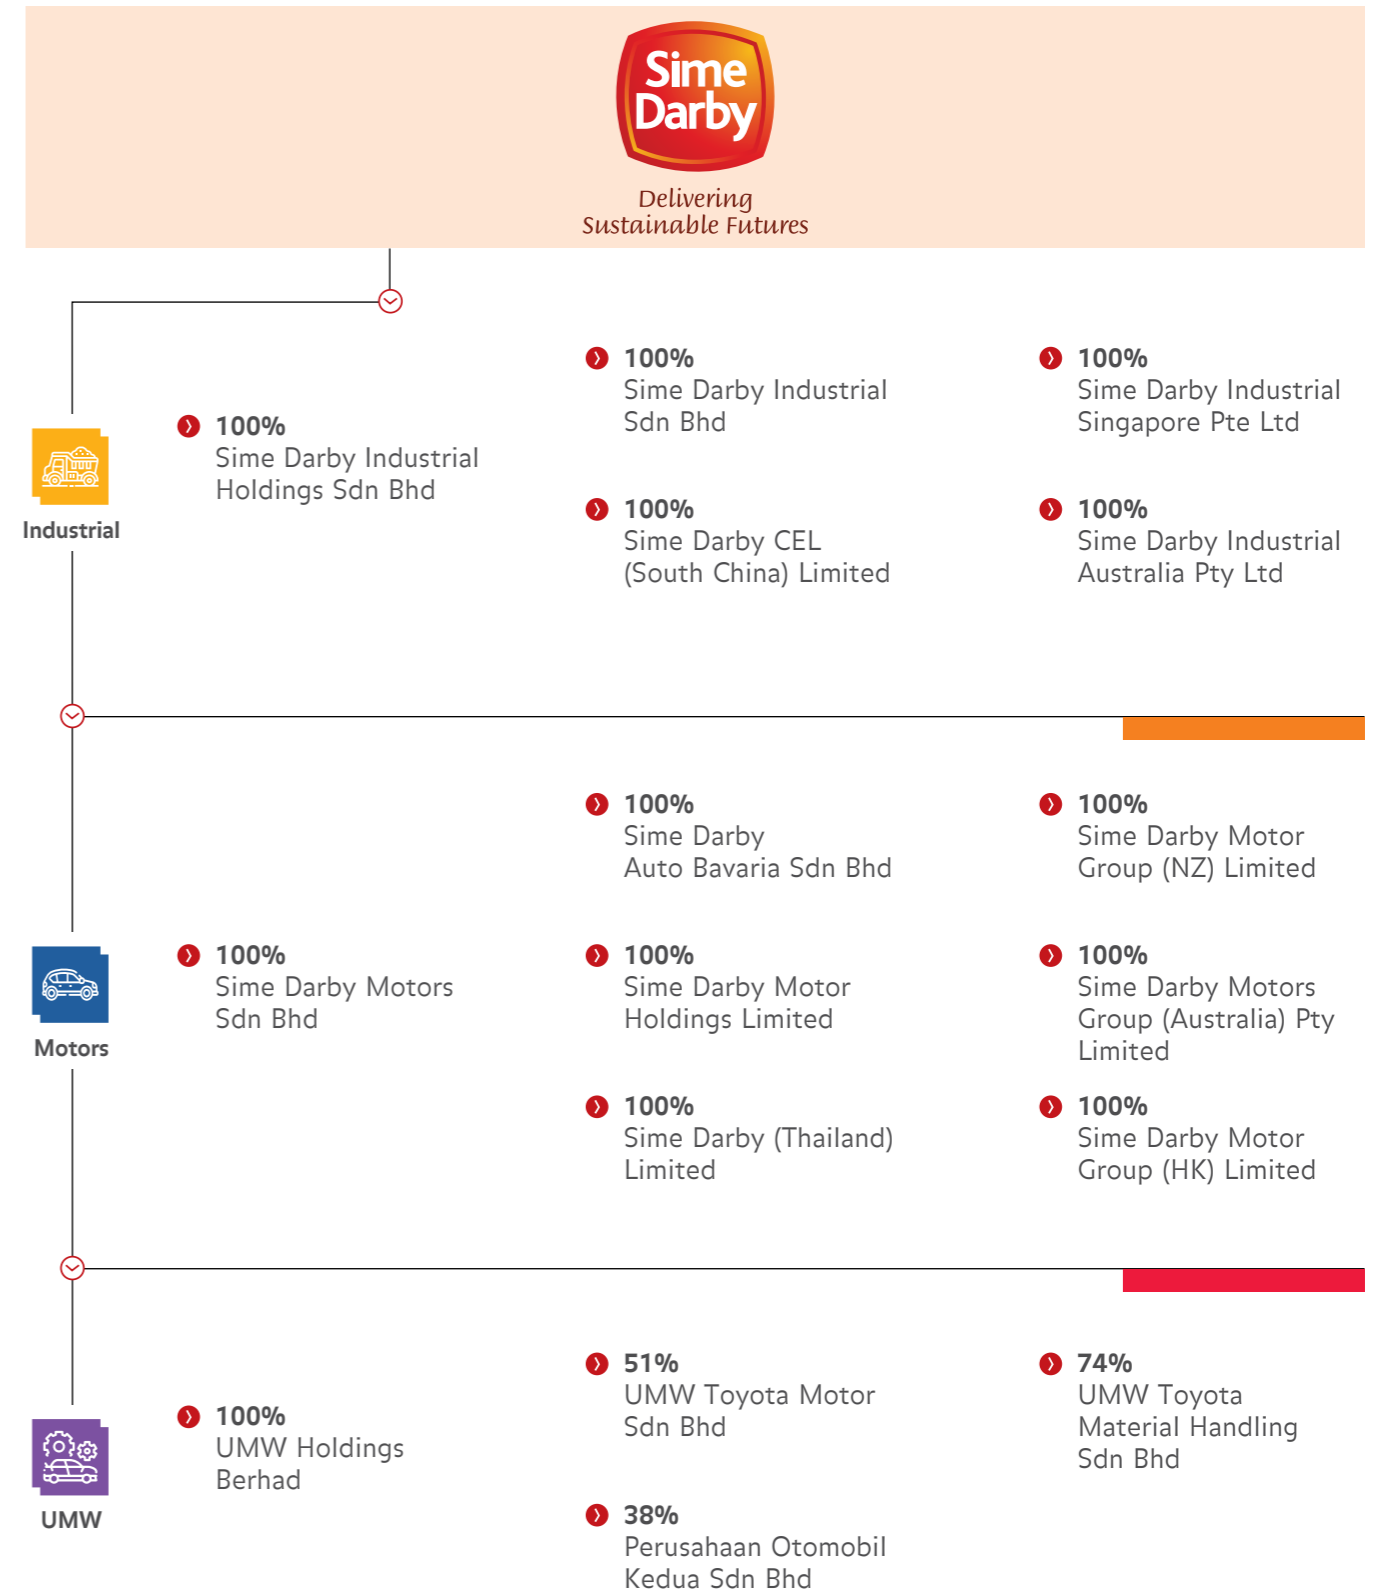 Sime
Darby
Delivering
Sustainable Futures
Industrial
100%
Sime Darby Industrial
Holdings Sdn Bhd
100%
Sime Darby Industrial
Sdn Bhd
100%
Sime Darby Industrial
Singapore Pte Ltd
100%
Sime Darby CEL
(South China) Limited
100%
Sime Darby Industrial
Australia Pty Ltd
Motors
100%
Sime Darby Motors
Sdn Bhd
100%
Sime Darby
Auto Bavaria Sdn Bhd
100%
Sime Darby Motor
Group (NZ) Limited
100%
Sime Darby Motor
Holdings Limited
100%
Sime Darby Motors
Group (Australia) Pty
Limited
100%
Sime Darby (Thailand)
Limited
100%
Sime Darby Motor
Group (HK) Limited
UMW
100%
UMW Holdings
Berhad
51%
UMW Toyota Motor
Sdn Bhd
74%
UMW Toyota
Material Handling
Sdn Bhd
38%
Perusahaan Otomobil
Kedua Sdn Bhd